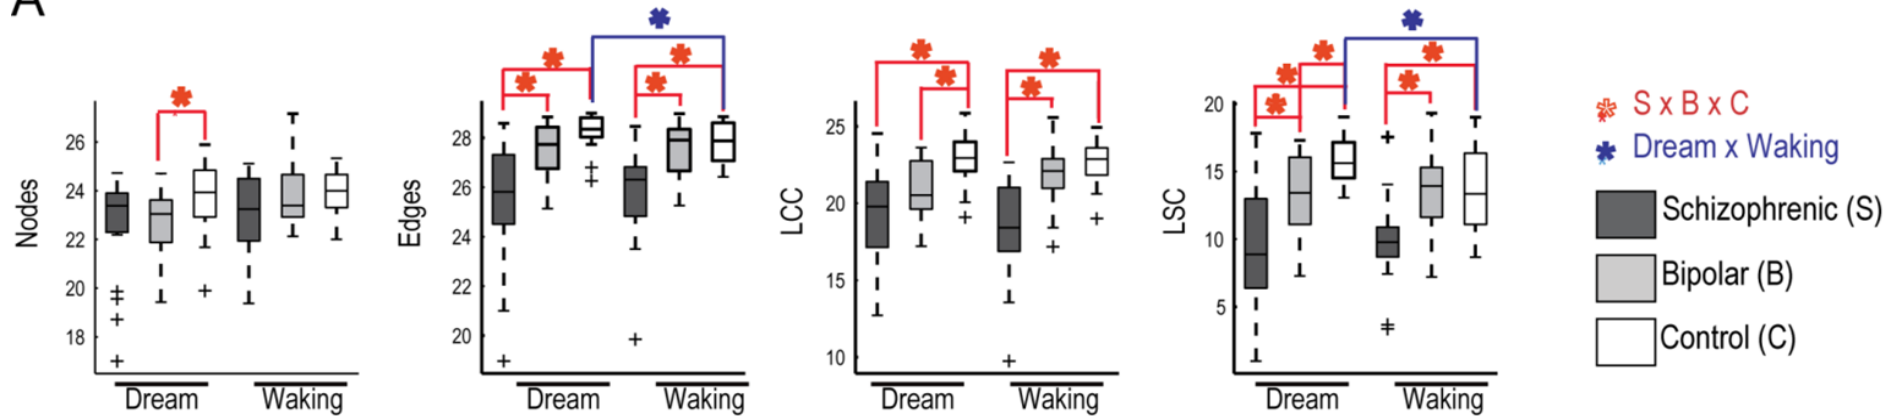 A
Nodes
26
24
22
20
18
Dream
Waking
Edges
28
26
24
22
20
Dream
Waking
LCC
25
20
15
10
Dream
Waking
LSC
20
15
10
5
Dream
Waking
S x B x C
Dream x Waking
Schizophrenic (S)
Bipolar (B)
Control (C)